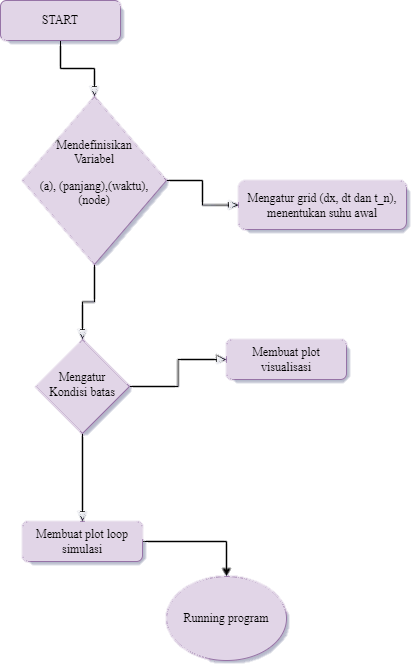 START
Mendefinisikan
Variabel
(a), (panjang),(waktu),
(node)
Mengatur grid (dx, dt dan t_n),
menentukan suhu awal
Mengatur
Kondisi batas
Membuat plot
visualisasi
Membuat plot loop
simulasi
Running program